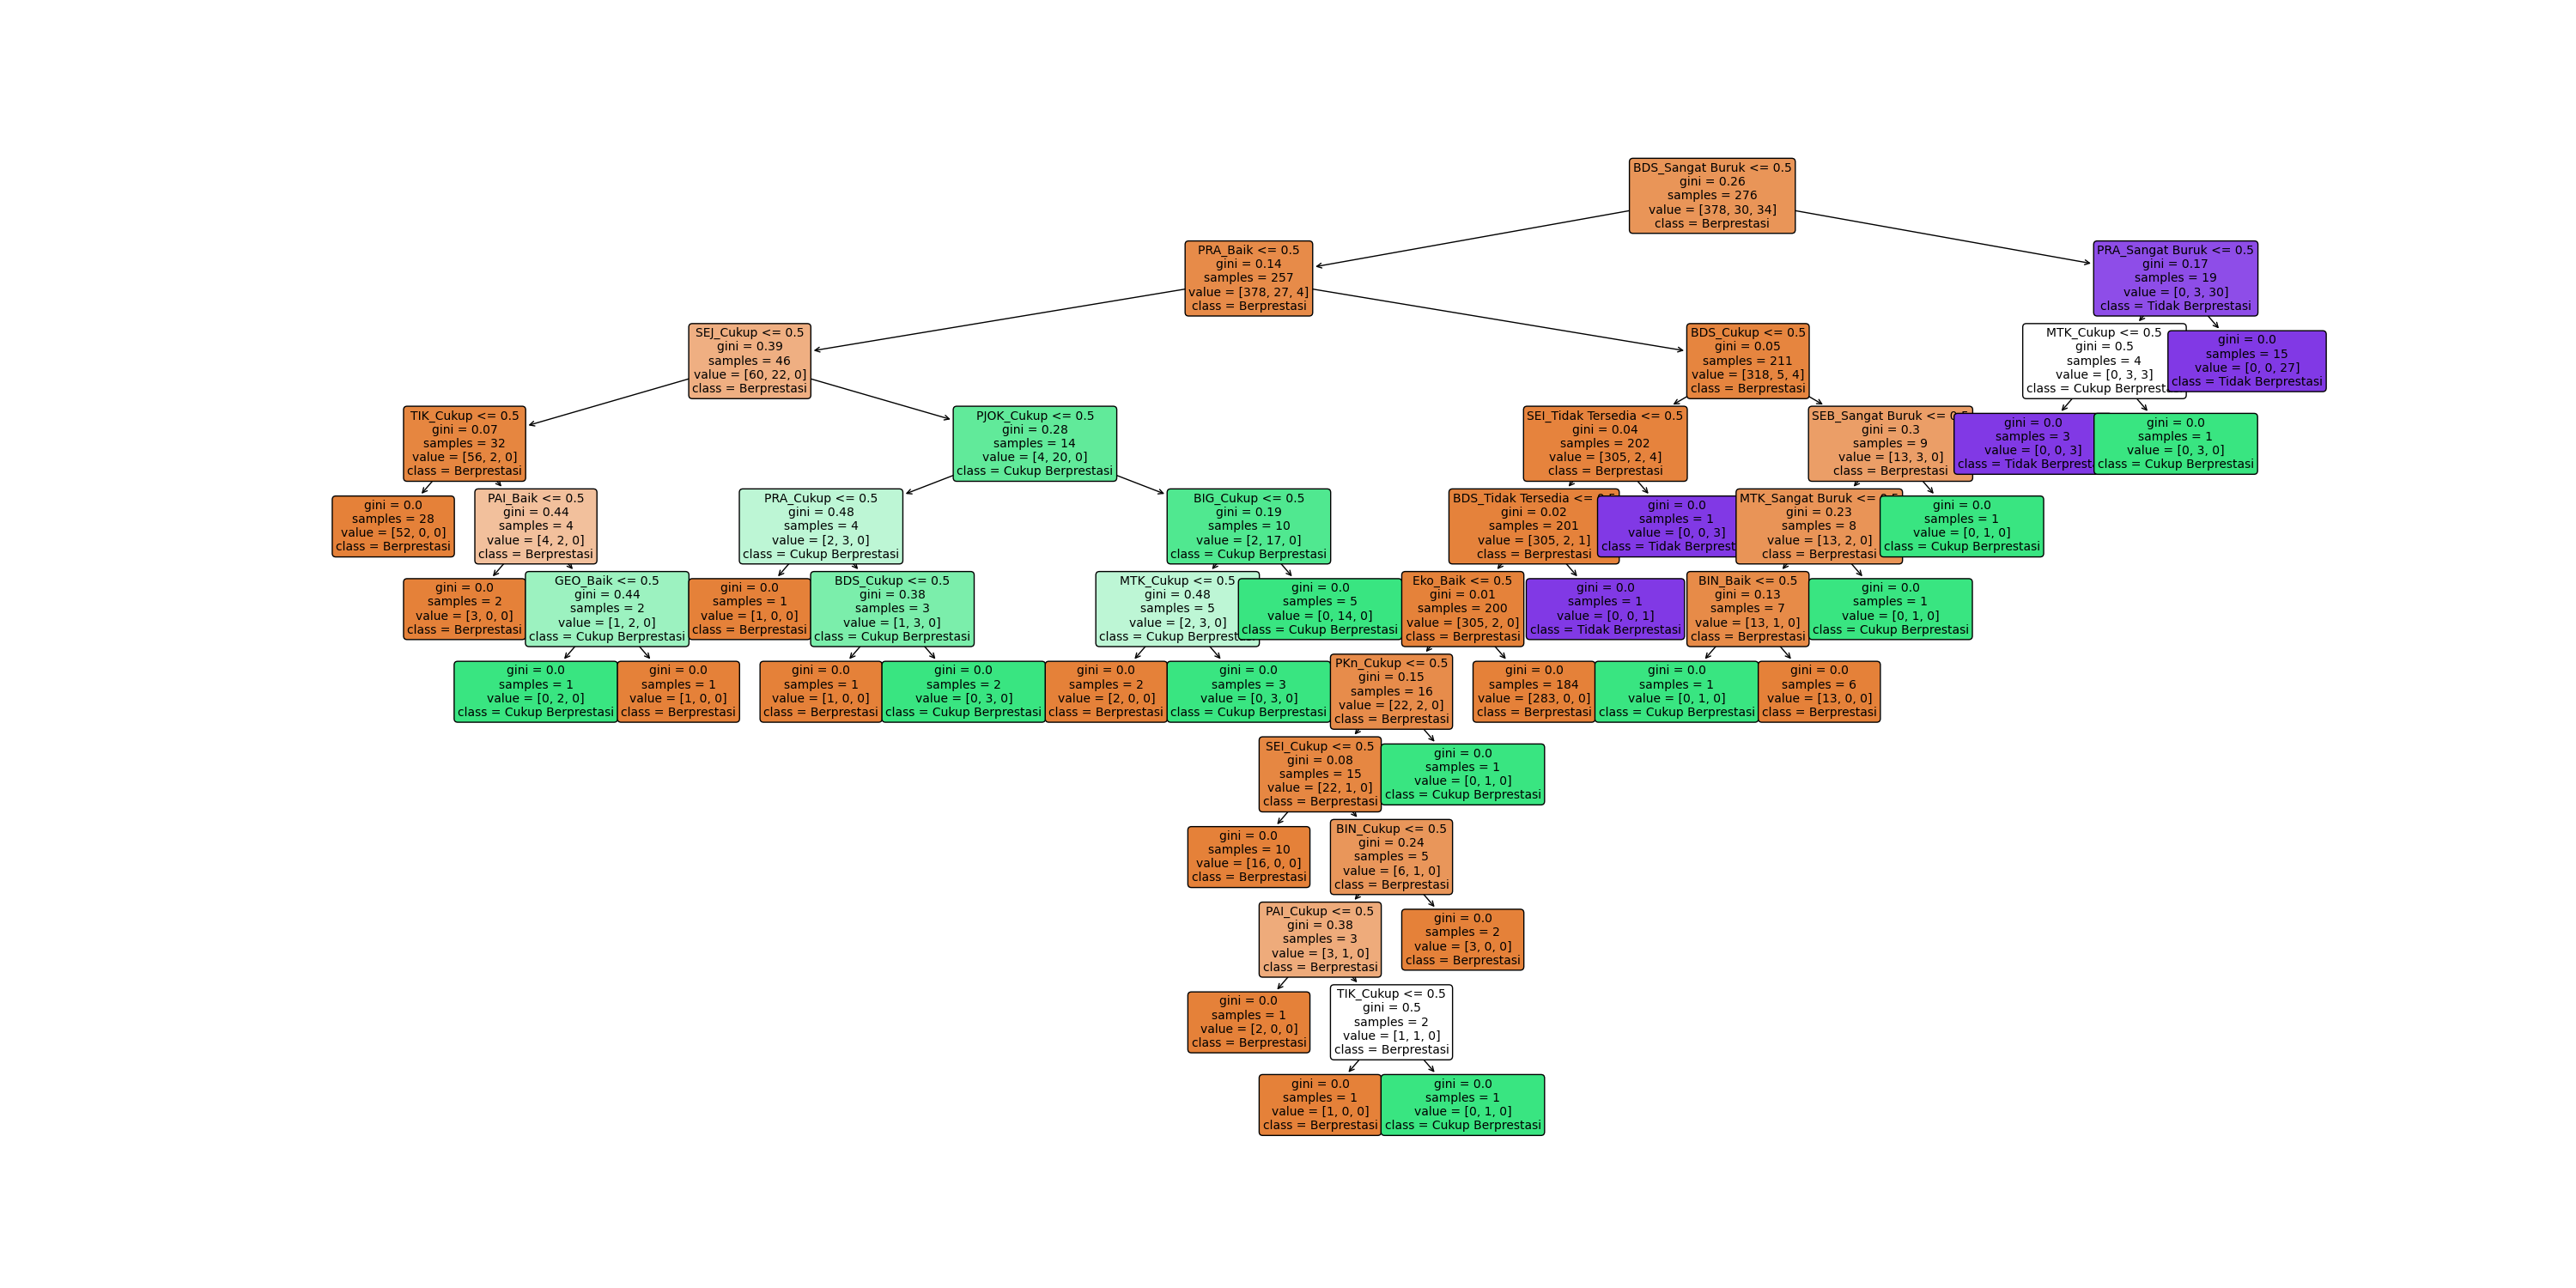 BDS_Sangat Buruk <= 0.5
gini = 0.26
samples = 276
value = [378, 30, 34]
class = Berprestasi
PRA_Baik <= 0.5
gini = 0.14
samples = 257
value = [378, 27, 4]
class = Berprestasi
PRA_Sangat Buruk <= 0.5
gini = 0.17
samples = 19
value = [0, 3, 30]
class = Tidak Berprestasi
SEJ_Cukup <= 0.5
gini = 0.39
samples = 46
value = [60, 22, 0]
class = Berprestasi
BDS_Cukup <= 0.5
gini = 0.05
samples = 211
value = [318, 5, 4]
class = Berprestasi
MTK_Cukup <= 0.5
gini = 0.5
samples = 4
value = [0, 3, 3]
class = Cukup
gini = 0.0
samples = 15
value = [0, 0, 27]
class = Tidak Berprestasi
TIK_Cukup <= 0.5
gini = 0.07
samples = 32
value = [56, 2, 0]
class = Berprestasi
PJOK_Cukup <= 0.5
gini = 0.28
samples = 14
value = [4, 20, 0]
class = Cukup Berprestasi
SEI_Tidak Tersedia <= 0.5
gini = 0.04
samples = 202
value = [305, 2, 4]
class = Berprestasi
SEB_Sangat Buruk <= 0.5
gini = 0.3
samples = 9
value = [13, 3, 0]
class = Berprestasi
gini = 0.0
samples = 3
value = [0, 0, 3]
class = Tidak
gini = 0.0
samples = 1
value = [0, 3, 0]
class = Cukup Berprestasi
gini = 0.0
samples = 28
value = [52, 0, 0]
class = Berprestasi
PAI_Baik <= 0.5
gini = 0.44
samples = 4
value = [4, 2, 0]
class = Berprestasi
PRA_Cukup <= 0.5
gini = 0.48
samples = 4
value = [2, 3, 0]
class = Cukup Berprestasi
BIG_Cukup <= 0.5
gini = 0.19
samples = 10
value = [2, 17, 0]
class = Cukup Berprestasi
BDS_Tidak Tersedia <= 0.5
gini = 0.02
samples = 201
value = [305, 2, 1]
class = Berprestasi
gini = 0.0
samples = 1
value = [0, 0, 3]
class = Tidak
MTK_Sangat Buruk <= 0.5
gini = 0.23
samples = 8
value = [13, 2, 0]
class = Berprestasi
gini = 0.0
samples = 1
value = [0, 1, 0]
class = Cukup Berprestasi
gini = 0.0
samples = 2
value = [3, 0, 0]
class = Berprestasi
GEO_Baik <= 0.5
gini = 0.44
samples = 2
value = [1, 2, 0]
class = Cukup Berprestasi
gini = 0.0
samples = 1
value = [1, 0, 0]
class = Berprestasi
BDS_Cukup <= 0.5
gini = 0.38
samples = 3
value = [1, 3, 0]
class = Cukup Berprestasi
MTK_Cukup <= 0.5
gini = 0.48
samples = 5
value = [2, 3, 0]
class = Cukup
gini = 0.0
samples = 5
value = [0, 14, 0]
class = Cukup Berprestasi
Eko_Baik <= 0.5
gini = 0.01
samples = 200
value = [305, 2, 0]
class = Berprestasi
gini = 0.0
samples = 1
value = [0, 0, 1]
class = Tidak Berprestasi
BIN_Baik <= 0.5
gini = 0.13
samples = 7
value = [13, 1, 0]
class = Berprestasi
gini = 0.0
samples = 1
value = [0, 1, 0]
class = Cukup Berprestasi
gini = 0.0
samples = 1
value = [0, 2, 0]
class = Cukup Berprestasi
gini = 0.0
samples = 1
value = [1, 0, 0]
class = Berprestasi
gini = 0.0
samples = 1
value = [1, 0, 0]
class = Berprestasi
gini = 0.0
samples = 2
value = [0, 3, 0]
class = Cukup Berprestasi
gini = 0.0
samples = 2
value = [2, 0, 0]
class = Berprestasi
gini = 0.0
samples = 3
value = [0, 3, 0]
class = Cukup Berprestasi
PKn_Cukup <= 0.5
gini = 0.15
samples = 16
value = [22, 2, 0]
class = Berprestasi
gini = 0.0
samples = 184
value = [283, 0, 0]
class = Berprestasi
gini = 0.0
samples = 1
value = [0, 1, 0]
class = Cukup Berprestasi
gini = 0.0
samples = 6
value = [13, 0, 0]
class = Berprestasi
SEI_Cukup <= 0.5
gini = 0.08
samples = 15
value = [22, 1, 0]
class = Berprestasi
gini = 0.0
samples = 1
value = [0, 1, 0]
class = Cukup Berprestasi
gini = 0.0
samples = 10
value = [16, 0, 0]
class = Berprestasi
BIN_Cukup <= 0.5
gini = 0.24
samples = 5
value = [6, 1, 0]
class = Berprestasi
PAI_Cukup <= 0.5
gini = 0.38
samples = 3
value = [3, 1, 0]
class = Berprestasi
gini = 0.0
samples = 2
value = [3, 0, 0]
class = Berprestasi
gini = 0.0
samples = 1
value = [2, 0, 0]
class = Berprestasi
TIK_Cukup <= 0.5
gini = 0.5
samples = 2
value = [1, 1, 0]
class = Berprestasi
gini = 0.0
samples = 1
value = [1, 0, 0]
class = Berprestasi
gini = 0.0
samples = 1
value = [0, 1, 0]
class = Cukup Berprestasi